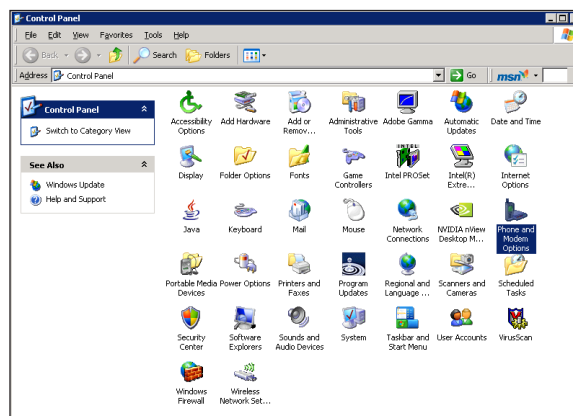 Control Panel
File Edit View Favorites Tools Help
Back Search Folders
Address Control Panel Go msn
Control Panel
Switch to Category View
See Also
Windows Update
Help and Support
Accessibility Options
Add Hardware
Add or Remov...
Administrative Tools
Adobe Gamma
Automatic Updates
Date and Time
Display
Folder Options
Fonts
Game Controllers
INTEL
Intel PROSet
Intel(R) Extre...
Internet Options
Java
Keyboard
Mail
Mouse
Network Connections
NVIDIA nView Desktop M...
Phone and Modem Options
Portable Media Devices
Power Options
Printers and Faxes
Program Updates
Regional and Language ...
Scanners and Cameras
Scheduled Tasks
Security Center
Software Explorers
Sounds and Audio Devices
System
Taskbar and Start Menu
User Accounts
VirusScan
Windows Firewall
Wireless Network Set...